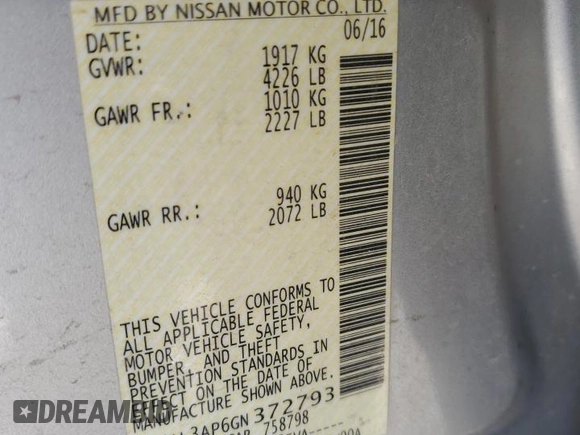 MFD BY NISSAN MOTOR CO., LTD.
DATE: 06/16
GVWR: 1917 KG
4226 LB
GAWR FR.: 1010 KG
2227 LB
GAWR RR.: 940 KG
2072 LB
THIS VEHICLE CONFORMS TO
ALL APPLICABLE FEDERAL
MOTOR VEHICLE SAFETY,
BUMPER, AND THEFT
PREVENTION STANDARDS IN
EFFECT ON THE DATE OF
MANUFACTURE SHOWN ABOVE.
3AP6GN 372793
758798
DREAMBID